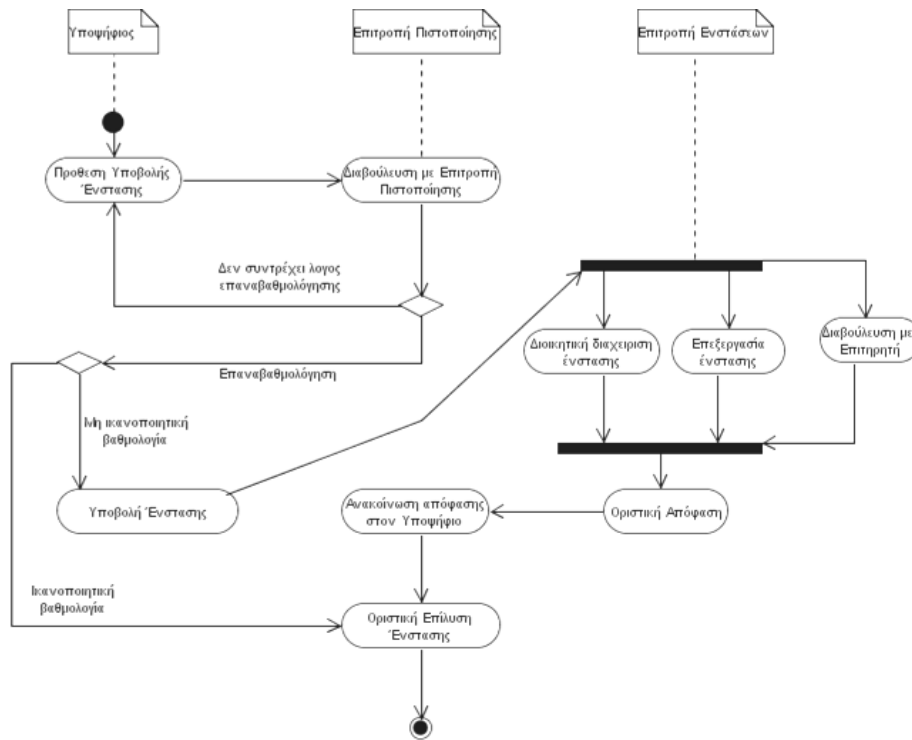 Υποψήφιος
Επιτροπή Πιστοποίησης
Επιτροπή Ενστάσεων
Προθεση Υποβολής
Ένστασης
Διαβούλευση με Επιτροπή
Πιστοποίησης
Δεν συντρέχει λογος
επαναβαθμολόγησης
Διοικητική διαχειριση
ένστασης
Επεξεργασία
ένστασης
Διαβούλευση με
Επιτηρητή
Επαναβαθμολόγηση
Μη ικανοποιητική
βαθμολογία
Υποβολή Ένστασης
Ανακοίνωση απόφασης
στον Υποψήφιο
Οριστική Απόφαση
Ικανοποιητική
βαθμολογία
Οριστική Επίλυση
Ένστασης